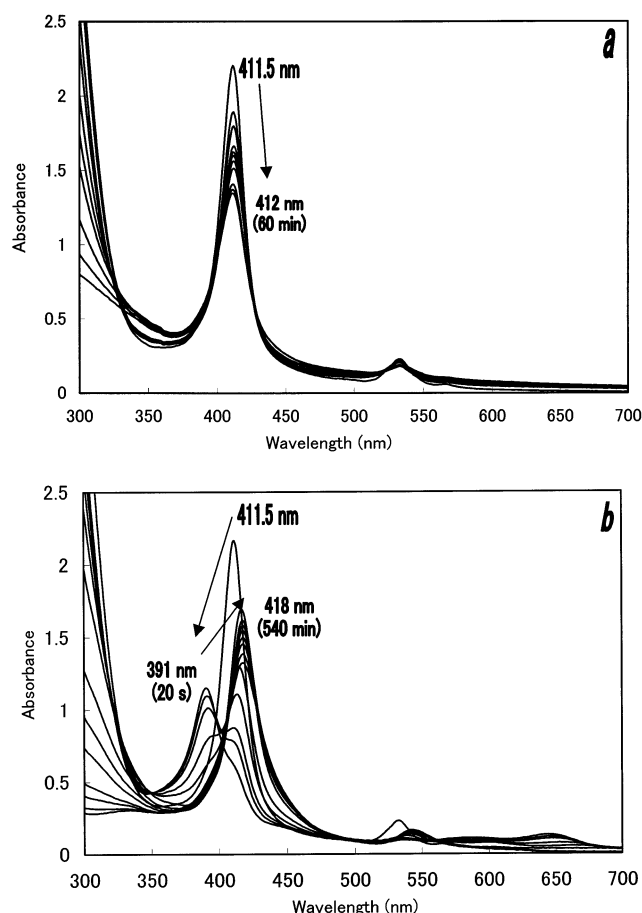 a
2.5
2
1.5
1
0.5
0
Absorbance
411.5 nm
412 nm
(60 min)
300 350 400 450 500 550 600 650 700
Wavelength (nm)
b
2.5
2
1.5
1
0.5
0
Absorbance
411.5 nm
418 nm
(540 min)
391 nm
(20 s)
300 350 400 450 500 550 600 650 700
Wavelength (nm)